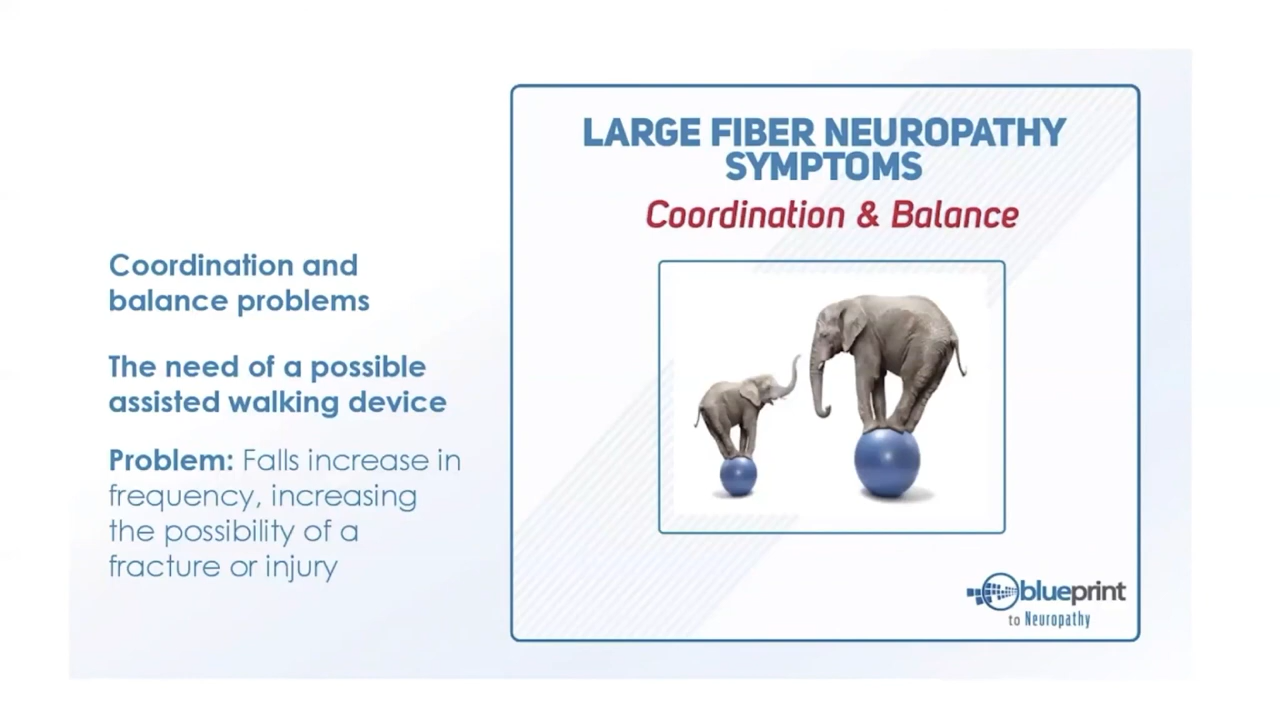 Coordination and
balance problems
The need of a possible
assisted walking device
Problem: Falls increase in
frequency, increasing
the possibility of a
fracture or injury
LARGE FIBER NEUROPATHY
SYMPTOMS
Coordination & Balance
blueprint
to Neuropathy